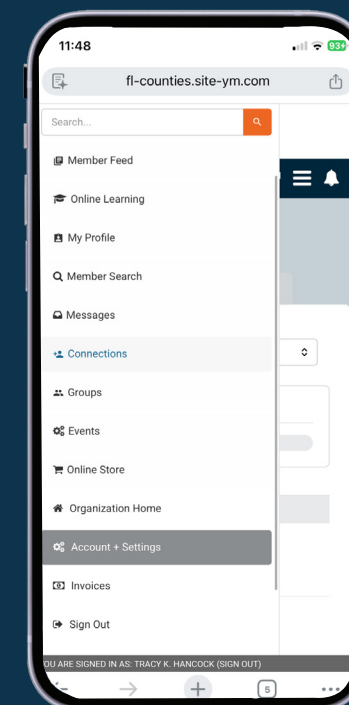 11:48
93
fl-counties.site-ym.com
Search...
Member Feed
Online Learning
My Profile
Member Search
Messages
Connections
Groups
Events
Online Store
Organization Home
Account + Settings
Invoices
Sign Out
OU ARE SIGNED IN AS: TRACY K. HANCOCK (SIGN OUT)
5